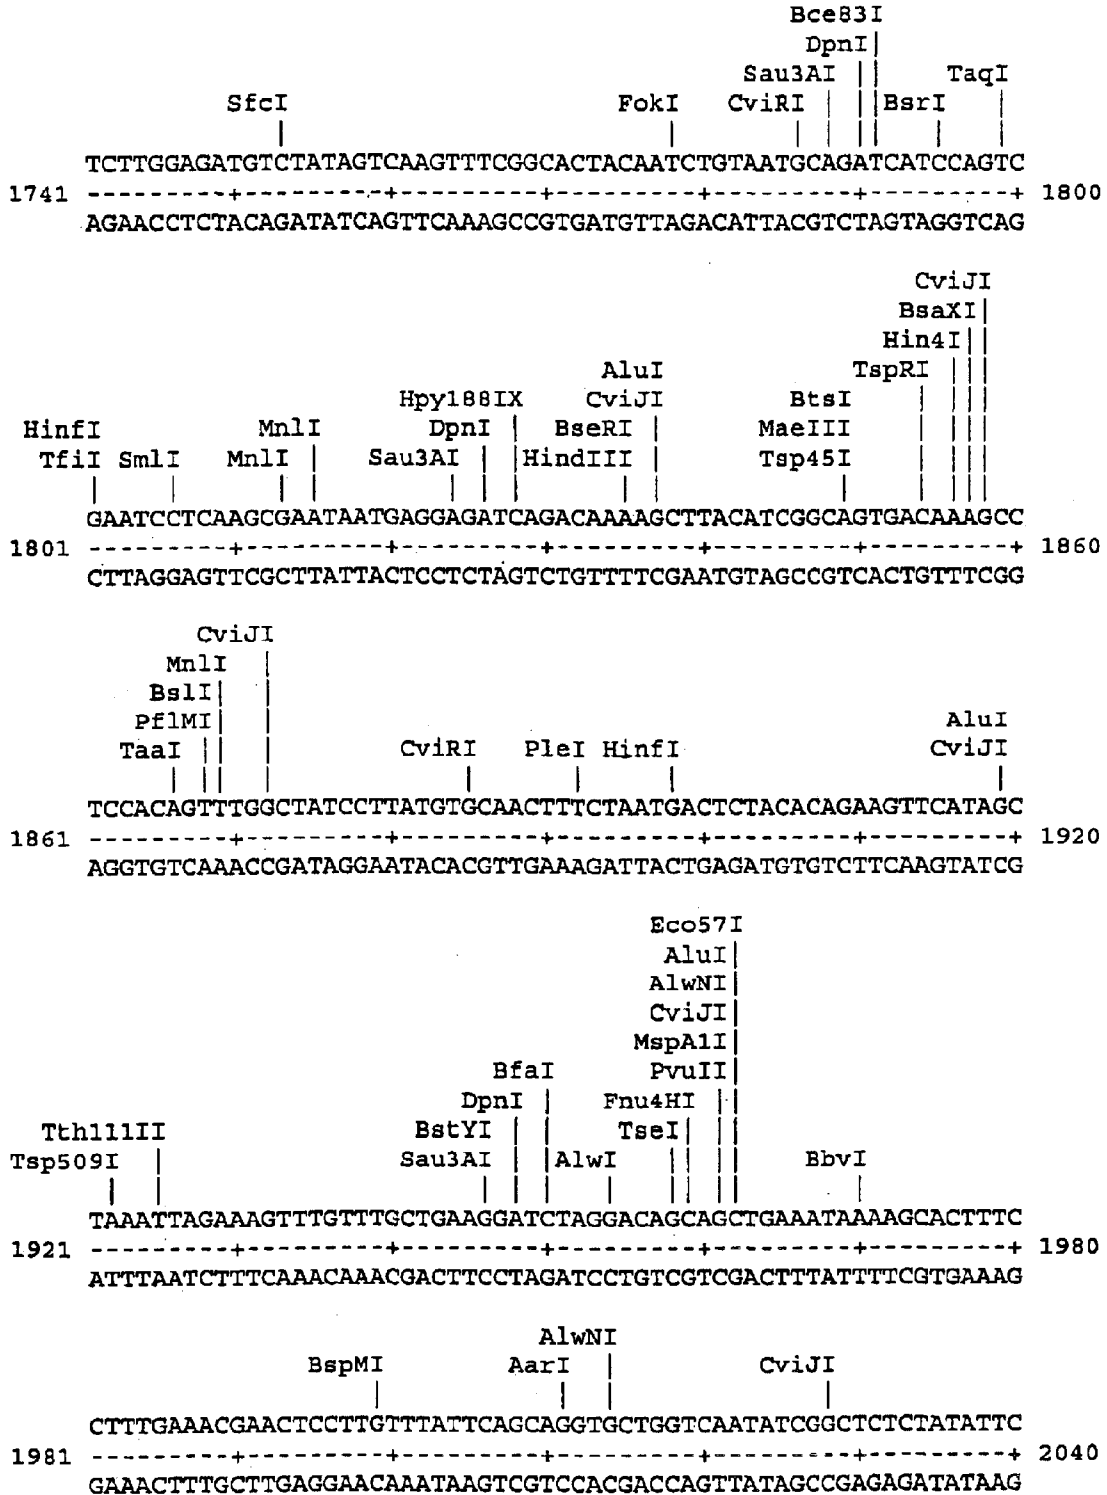 Bce83I
DpnI
Sau3AI TaqI
SfcI FokI CviRI BsrI
TCTTGGAGATGTCTATAGTCAAGTTTCGGCACTACAATCTGTAATGCAGATCATCCAGTC
1741 ---------+---------+---------+---------+---------+---------+ 1800
AGAACCTCTACAGATATCAGTTCAAAGCCGTGATGTTAGACATTACGTCTAGTAGGTCAG
CviJI
BsaXI
Hin4I
AluI TspRI
Hpy188IX CviJI BtsI
HinfI MnlI DpnI BseRI MaeIII
TfiI SmlI MnlI Sau3AI HindIII Tsp45I
GAATCCTCAAGCGAATAATGAGGAGATCAGACAAAAGCTTACATCGGCAGTGACAAAGCC
1801 ---------+---------+---------+---------+---------+---------+ 1860
CTTAGGAGTTCGCTTATTACTCCTCTAGTCTGTTTTCGAATGTAGCCGTCACTGTTTCGG
CviJI
MnlI
BslI
PflMI AluI
TaaI CviRI PleI HinfI CviJI
TCCACAGTTTTGGCTATCCTTATGTGCAACTTTCTAATGACTCTACACAGAAGTTCATAGC
1861 ---------+---------+---------+---------+---------+---------+ 1920
AGGTGTCAAACCGATAGGAATACACGTTGAAAGATTACTGAGATGTGTCTTCAAGTATCG
Eco57I
AluI
AlwNI
CviJI
MspA1I
BfaI PvuII
DpnI Fnu4HI
Tth111II BstYI TseI
Tsp509I Sau3AI AlwI BbvI
TAAATTAGAAAGTTTGTTTGCTGAAGGATCTAGGACAGCAGCTGAAATAAAAGCACTTTC
1921 ---------+---------+---------+---------+---------+---------+ 1980
ATTTAATCTTTCAAACAAACGACTTCCTAGATCCTGTCGTCGACTTTATTTTCGTGAAAG
AlwNI
BspMI AarI CviJI
CTTTGAAACGAACTCCTTGTTTATTCAGCAGGTGCTGGTCAATATCGGCTCTCTATATTC
1981 ---------+---------+---------+---------+---------+---------+ 2040
GAAACTTTGCTTGAGGAACAAATAAGTCGTCCACGACCAGTTATAGCCGAGAGATATAAG